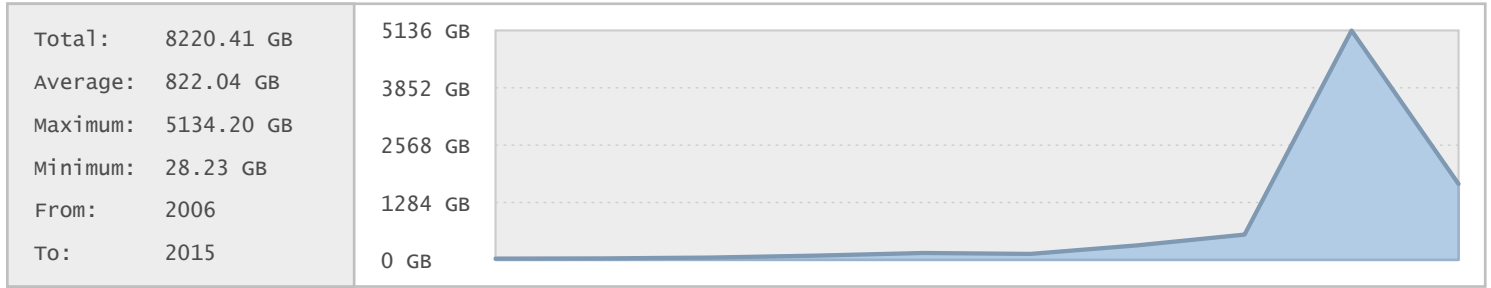 Total: 8220.41 GB
Average: 822.04 GB
Maximum: 5134.20 GB
Minimum: 28.23 GB
From: 2006
To: 2015
5136 GB
3852 GB
2568 GB
1284 GB
0 GB